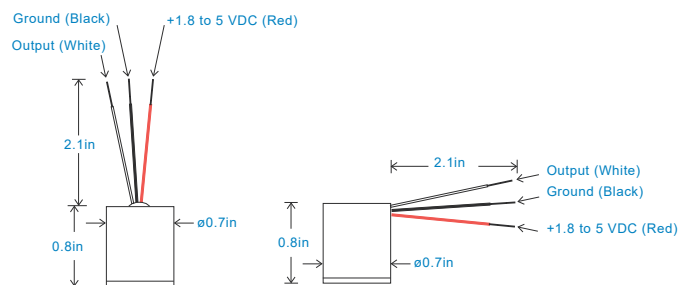 Ground (Black)
+1.8 to 5 VDC (Red)
Output (White)
2.1in
ø0.7in
0.8in
2.1in
Output (White)
Ground (Black)
+1.8 to 5 VDC (Red)
0.8in
ø0.7in